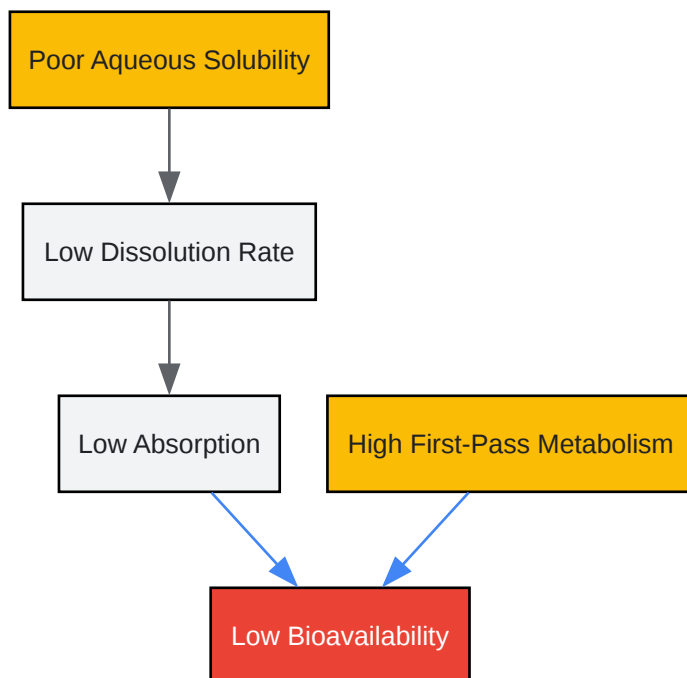 Poor Aqueous Solubility
Low Dissolution Rate
Low Absorption
High First-Pass Metabolism
Low Bioavailability